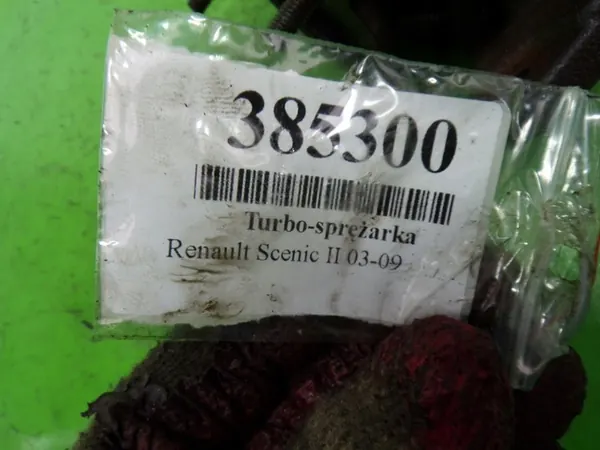 385300
Turbo-sprężarka
Renault Scenic II 03-09